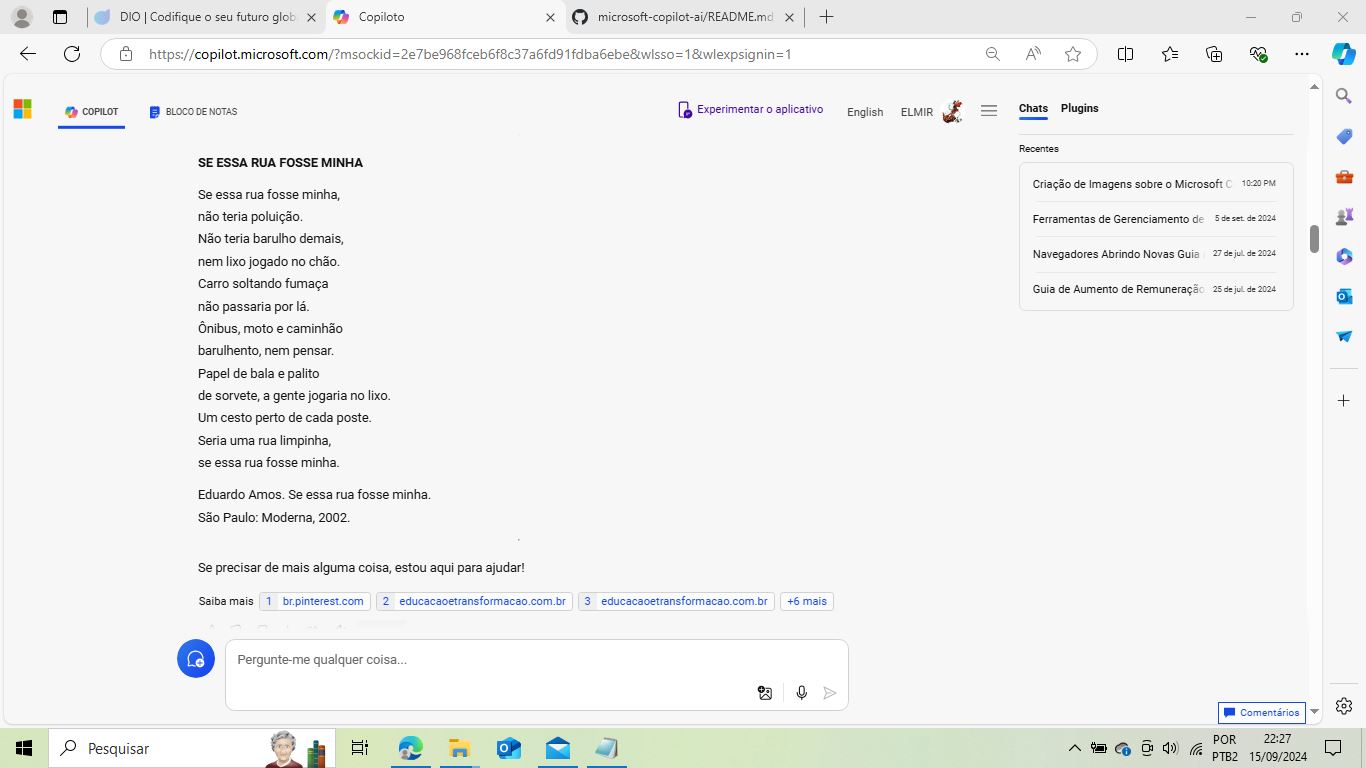 DIO | Codifique o seu futuro glob
Copiloto
microsoft-copilot-ai/README.md
https://copilot.microsoft.com/?msockid=2e7be968fceb6f8c37a6fd91fdba6ebe&wlsso=1&wlexpsignin=1
COPILOT
BLOCO DE NOTAS
Experimentar o aplicativo
English
ELMIR
Chats
Plugins
Recentes
Criação de Imagens sobre o Microsoft C 10:20 PM
Ferramentas de Gerenciamento de 5 de set. de 2024
Navegadores Abrindo Novas Guia 27 de jul. de 2024
Guia de Aumento de Remuneração 25 de jul. de 2024
SE ESSA RUA FOSSE MINHA
Se essa rua fosse minha,
não teria poluição.
Não teria barulho demais,
nem lixo jogado no chão.
Carro soltando fumaça
não passaria por lá.
Ônibus, moto e caminhão
barulhento, nem pensar.
Papel de bala e palito
de sorvete, a gente jogaria no lixo.
Um cesto perto de cada poste.
Seria uma rua limpinha,
se essa rua fosse minha.
Eduardo Amos. Se essa rua fosse minha.
São Paulo: Moderna, 2002.
Se precisar de mais alguma coisa, estou aqui para ajudar!
Saiba mais 1 br.pinterest.com 2 educacaoetransformacao.com.br 3 educacaoetransformacao.com.br +6 mais
Pergunte-me qualquer coisa...
Comentários
Pesquisar
POR
PTB2
22:27
15/09/2024